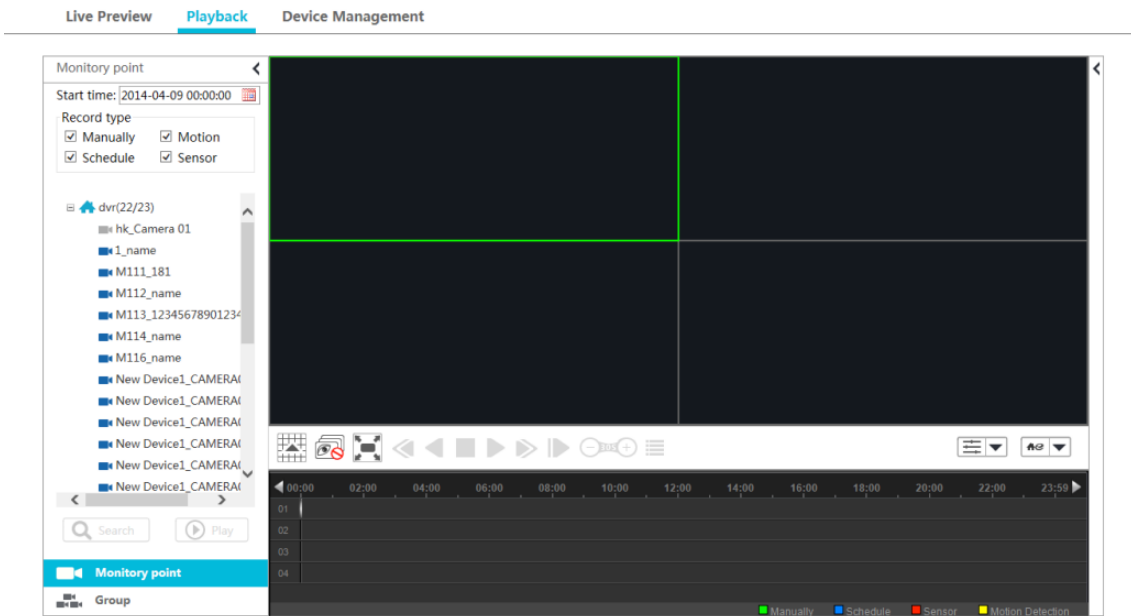 Live Preview Playback Device Management
Monitory point
Start time: 2014-04-09 00:00:00
Record type
Manually Motion
Schedule Sensor
dvr(22/23)
hk_Camera 01
1_name
M111_181
M112_name
M113_12345678901234
M114_name
M116_name
New Device1_CAMERA0
New Device1_CAMERA0
New Device1_CAMERA0
New Device1_CAMERA0
New Device1_CAMERA0
New Device1_CAMERA0
Search Play
Monitory point
Group
30S
00:00 02:00 04:00 06:00 08:00 10:00 12:00 14:00 16:00 18:00 20:00 22:00 23:59
01
02
03
04
Manually Schedule Sensor Motion Detection